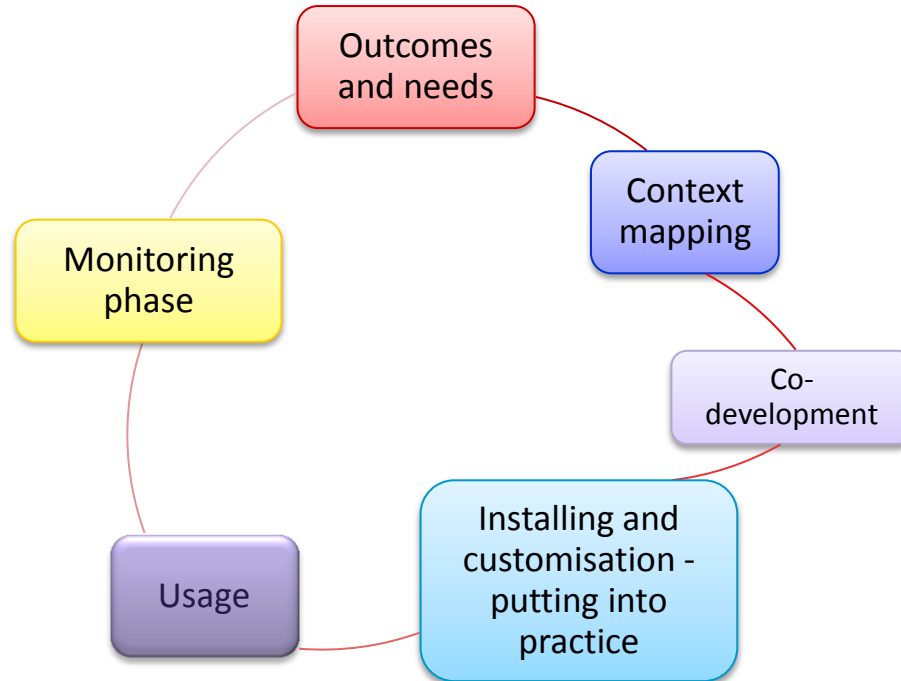 Outcomes
and needs
Context
mapping
Co-
development
Installing and
customisation -
putting into
practice
Usage
Monitoring
phase